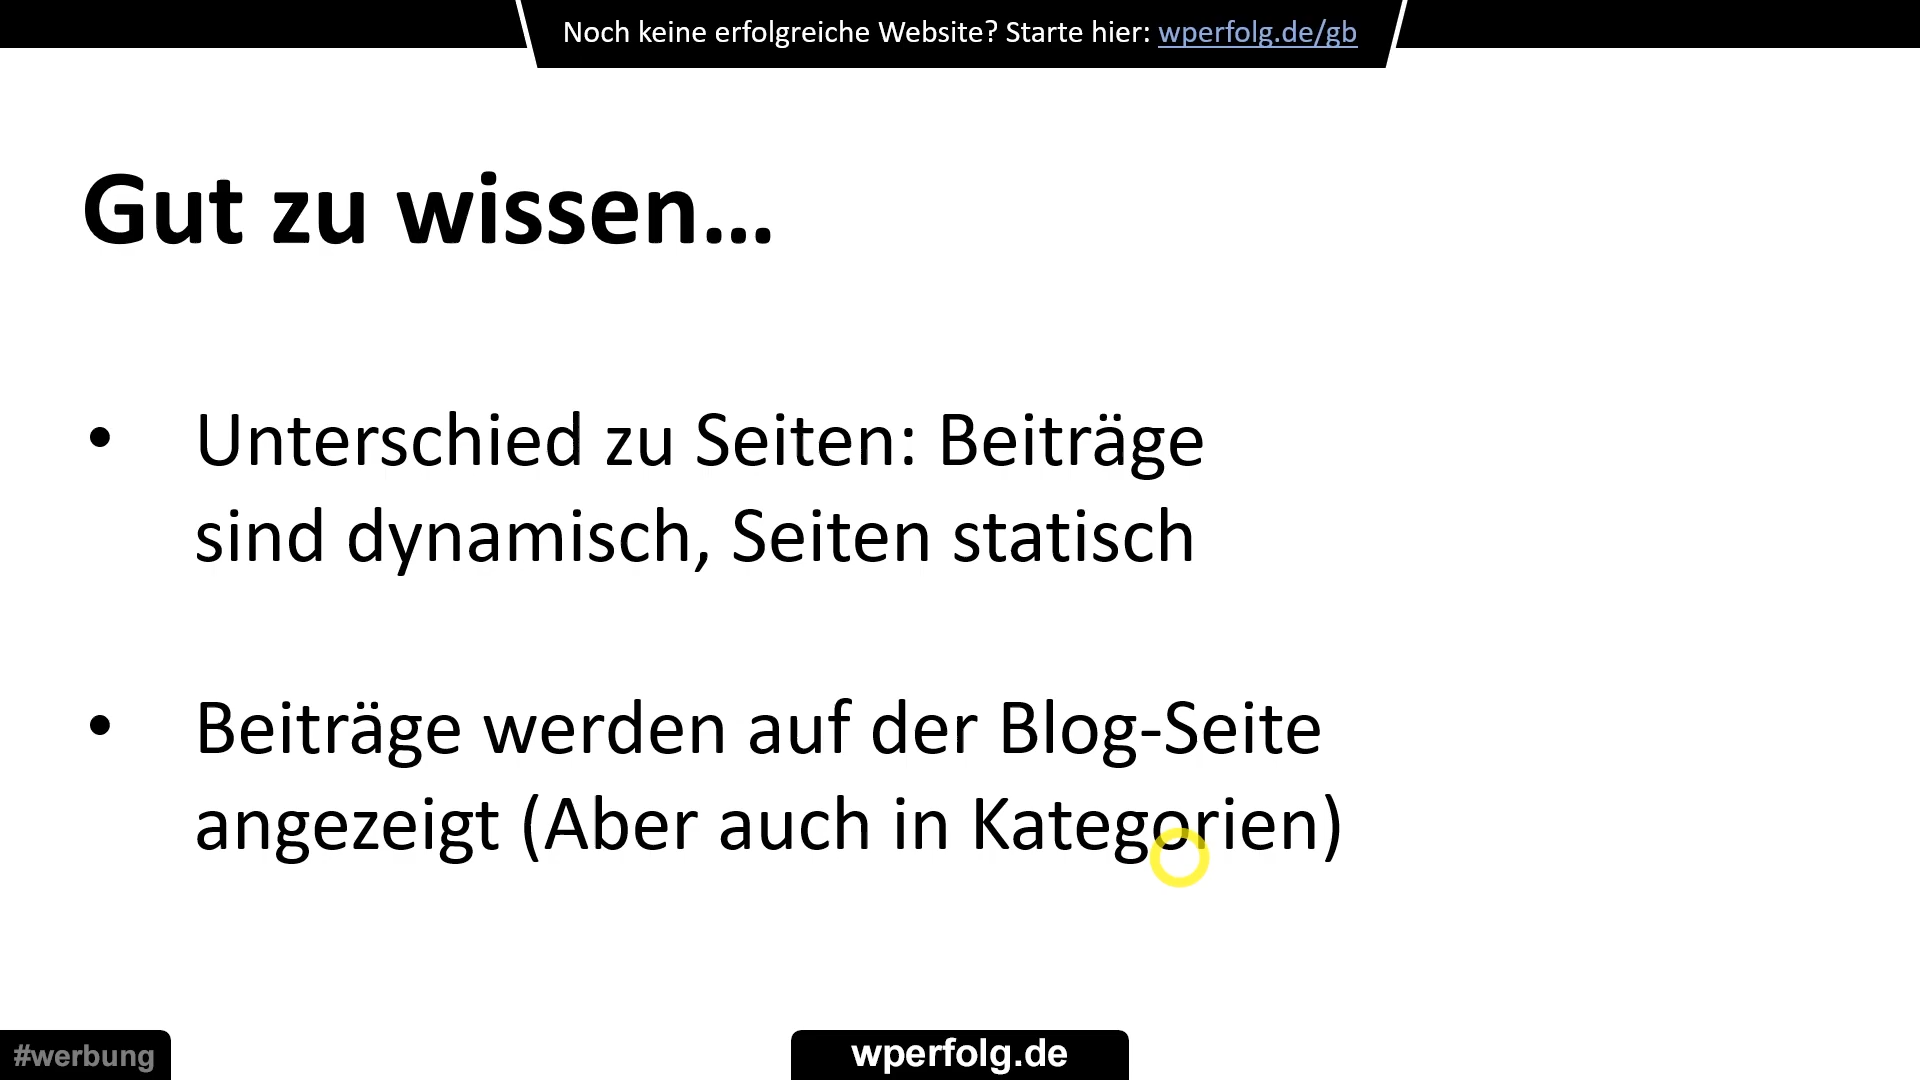 Noch keine erfolgreiche Website? Starte hier: wperfolg.de/gb
Gut zu wissen...
• Unterschied zu Seiten: Beiträge
sind dynamisch, Seiten statisch
• Beiträge werden auf der Blog-Seite
angezeigt (Aber auch in Kategorien)
#werbung
wperfolg.de